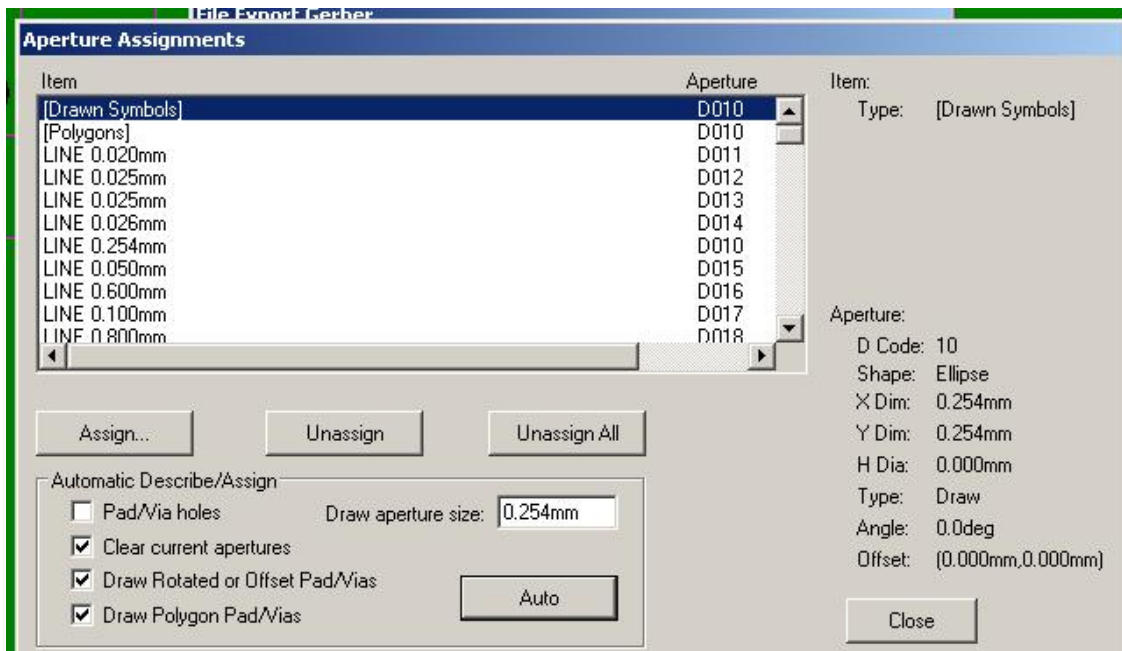 File Export Gerber
Aperture Assignments
Item Aperture
[Drawn Symbols] D010
[Polygons] D010
LINE 0.020mm D011
LINE 0.025mm D012
LINE 0.025mm D013
LINE 0.026mm D014
LINE 0.254mm D010
LINE 0.050mm D015
LINE 0.600mm D016
LINE 0.100mm D017
LINE 0.800mm D018
Assign... Unassign Unassign All
Automatic Describe/Assign
Pad/Via holes Draw aperture size: 0.254mm
Clear current apertures
Draw Rotated or Offset Pad/Vias
Draw Polygon Pad/Vias
Auto
Item:
Type: [Drawn Symbols]
Aperture:
D Code: 10
Shape: Ellipse
X Dim: 0.254mm
Y Dim: 0.254mm
H Dia: 0.000mm
Type: Draw
Angle: 0.0deg
Offset: (0.000mm,0.000mm)
Close